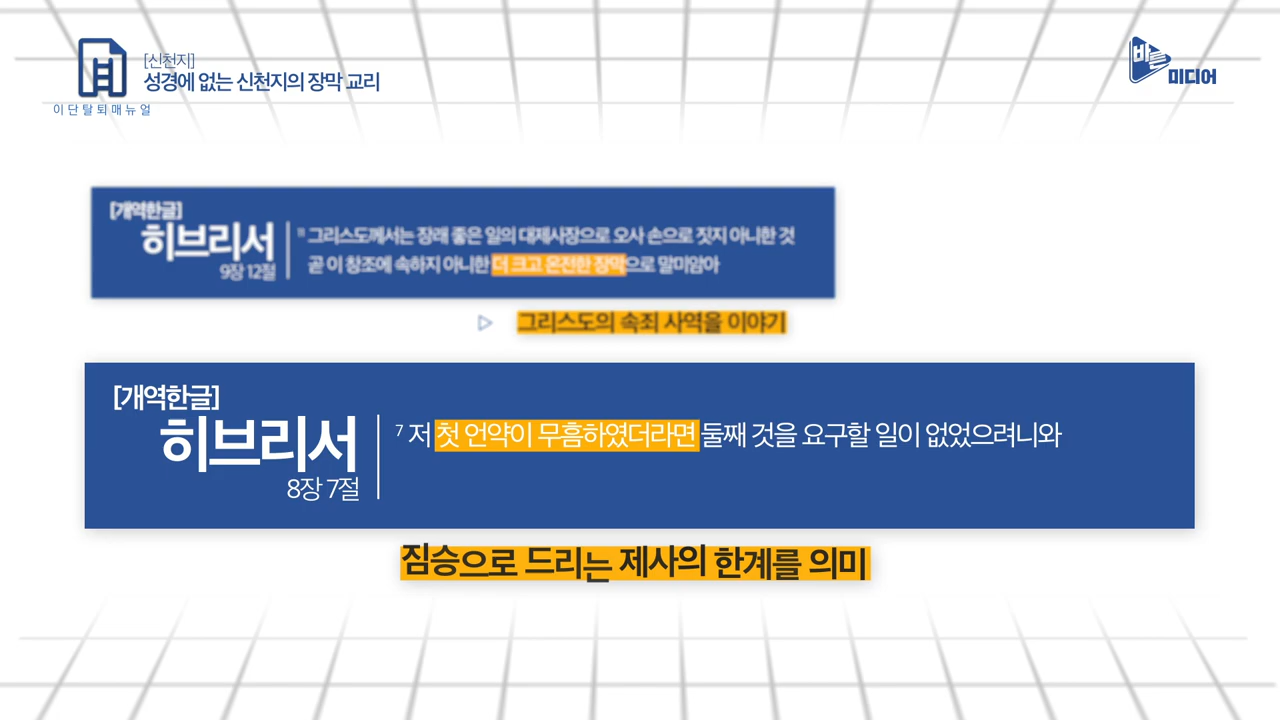 [신천지]
성경에 없는 신천지의 장막 교리
이단탈퇴매뉴얼
바른
미디어
[개역한글]
히브리서
9장 12절
11 그리스도께서는 장래 좋은 일의 대제사장으로 오사 손으로 짓지 아니한 것
곧 이 창조에 속하지 아니한 더 크고 온전한 장막으로 말미암아
그리스도의 속죄 사역을 이야기
[개역한글]
히브리서
8장 7절
7 저 첫 언약이 무흠하였더라면 둘째 것을 요구할 일이 없었으려니와
짐승으로 드리는 제사의 한계를 의미